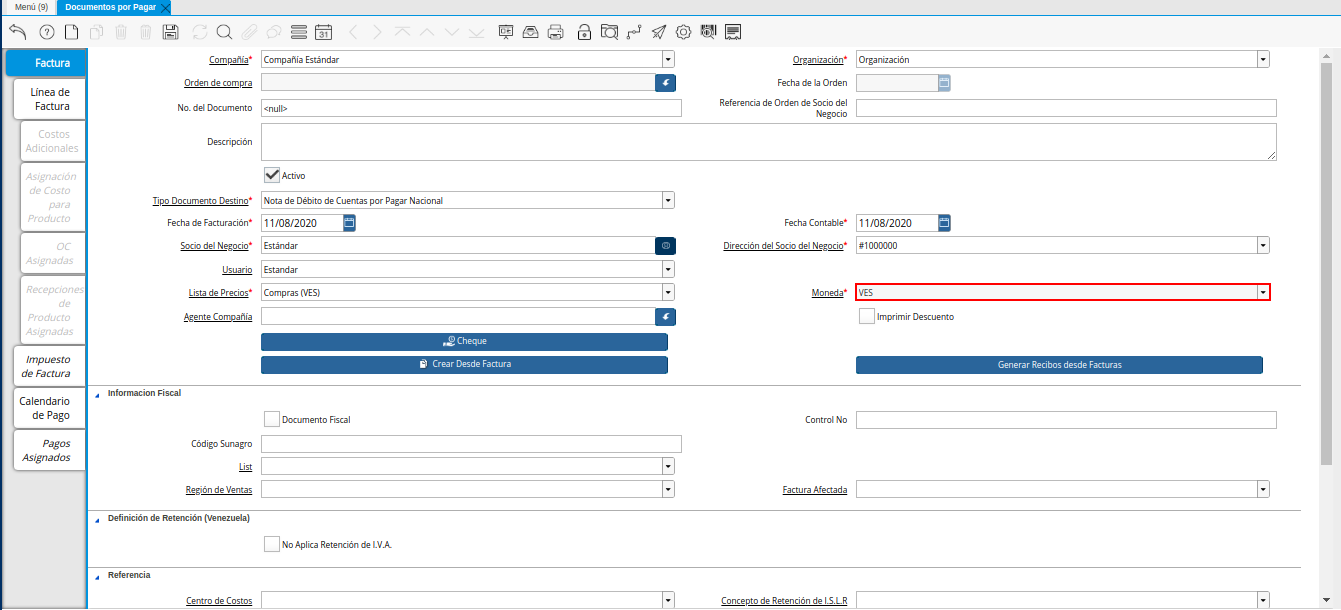 Menú (9)
Documentos por Pagar
31
Factura
Línea de
Factura
Costos
Adicionales
Asignación
de Costo
para
Producto
OC
Asignadas
Recepciones
de
Producto
Asignadas
Impuesto
de Factura
Calendario
de Pago
Pagos
Asignados
Compañía* Compañía Estándar Organización* Organización
Orden de compra Fecha de la Orden
No. del Documento <null> Referencia de Orden de Socio del
Negocio
Descripción
Activo
Tipo Documento Destino* Nota de Débito de Cuentas por Pagar Nacional
Fecha de Facturación* 11/08/2020 Fecha Contable* 11/08/2020
Socio del Negocio* Estándar Dirección del Socio del Negocio* #1000000
Usuario Estandar
Lista de Precios* Compras (VES) Moneda* VES
Agente Compañía Imprimir Descuento
Cheque
Crear Desde Factura Generar Recibos desde Facturas
Informacion Fiscal
Documento Fiscal Control No
Código Sunagro
List
Región de Ventas Factura Afectada
Definición de Retención (Venezuela)
No Aplica Retención de I.V.A.
Referencia
Centro de Costos Concepto de Retención de I.S.L.R